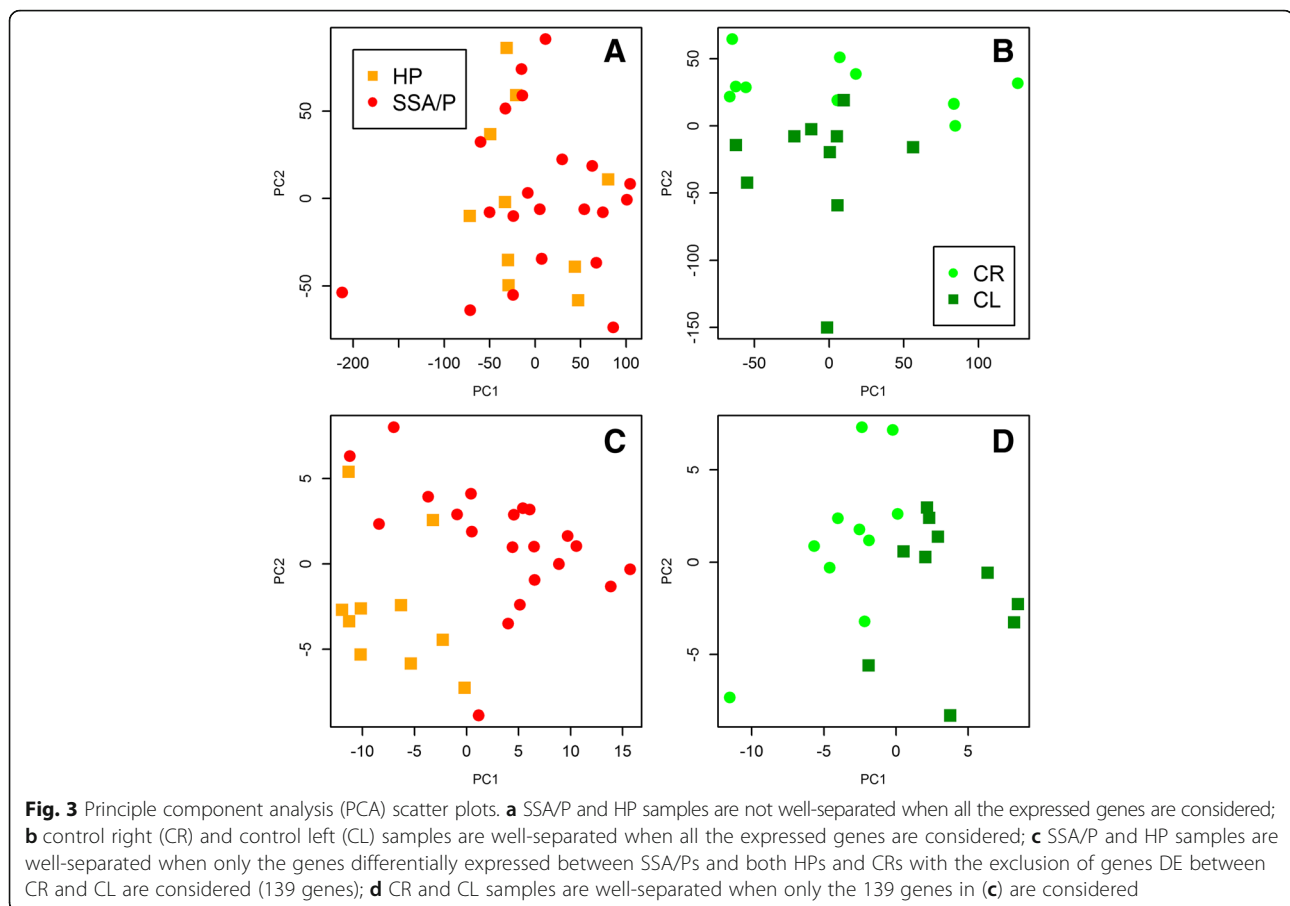 A
HP
SSA/P
50
0
-50
PC2
-200
-100
-50
0
50
100
PC1
B
50
0
-50
-100
-150
PC2
CR
CL
-50
0
50
100
PC1
C
5
0
-5
PC2
-10
-5
0
5
10
15
PC1
D
5
0
-5
PC2
-10
-5
0
5
PC1
Fig. 3 Principle component analysis (PCA) scatter plots. a SSA/P and HP samples are not well-separated when all the expressed genes are considered;
b control right (CR) and control left (CL) samples are well-separated when all the expressed genes are considered; c SSA/P and HP samples are
well-separated when only the genes differentially expressed between SSA/Ps and both HPs and CRs with the exclusion of genes DE between
CR and CL are considered (139 genes); d CR and CL samples are well-separated when only the 139 genes in (c) are considered